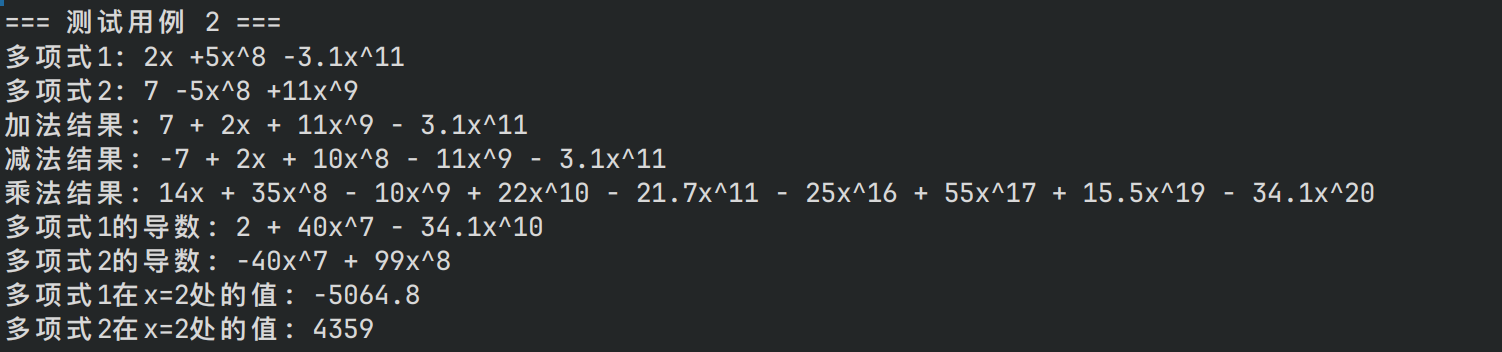 === 测试用例 2 ===
多项式1: 2x +5x^8 -3.1x^11
多项式2: 7 -5x^8 +11x^9
加法结果: 7 + 2x + 11x^9 - 3.1x^11
减法结果: -7 + 2x + 10x^8 - 11x^9 - 3.1x^11
乘法结果: 14x + 35x^8 - 10x^9 + 22x^10 - 21.7x^11 - 25x^16 + 55x^17 + 15.5x^19 - 34.1x^20
多项式1的导数: 2 + 40x^7 - 34.1x^10
多项式2的导数: -40x^7 + 99x^8
多项式1在x=2处的值: -5064.8
多项式2在x=2处的值: 4359